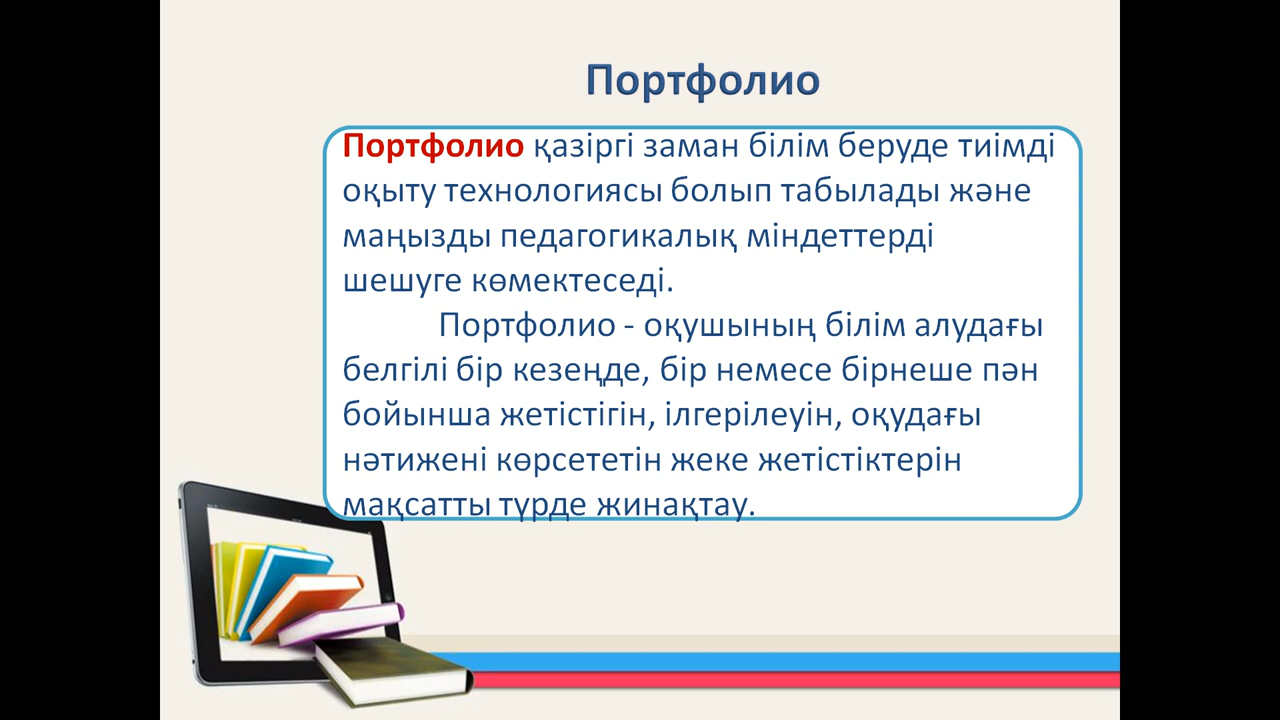 Портфолио
Портфолио қазіргі заман білім беруде тиімді
оқыту технологиясы болып табылады және
маңызды педагогикалық міндеттерді
шешуге көмектеседі.
Портфолио - оқушының білім алудағы
белгілі бір кезеңде, бір немесе бірнеше пән
бойынша жетістігін, ілгерілеуін, оқудағы
нәтижені көрсететін жеке жетістіктерін
мақсатты түрде жинақтау.